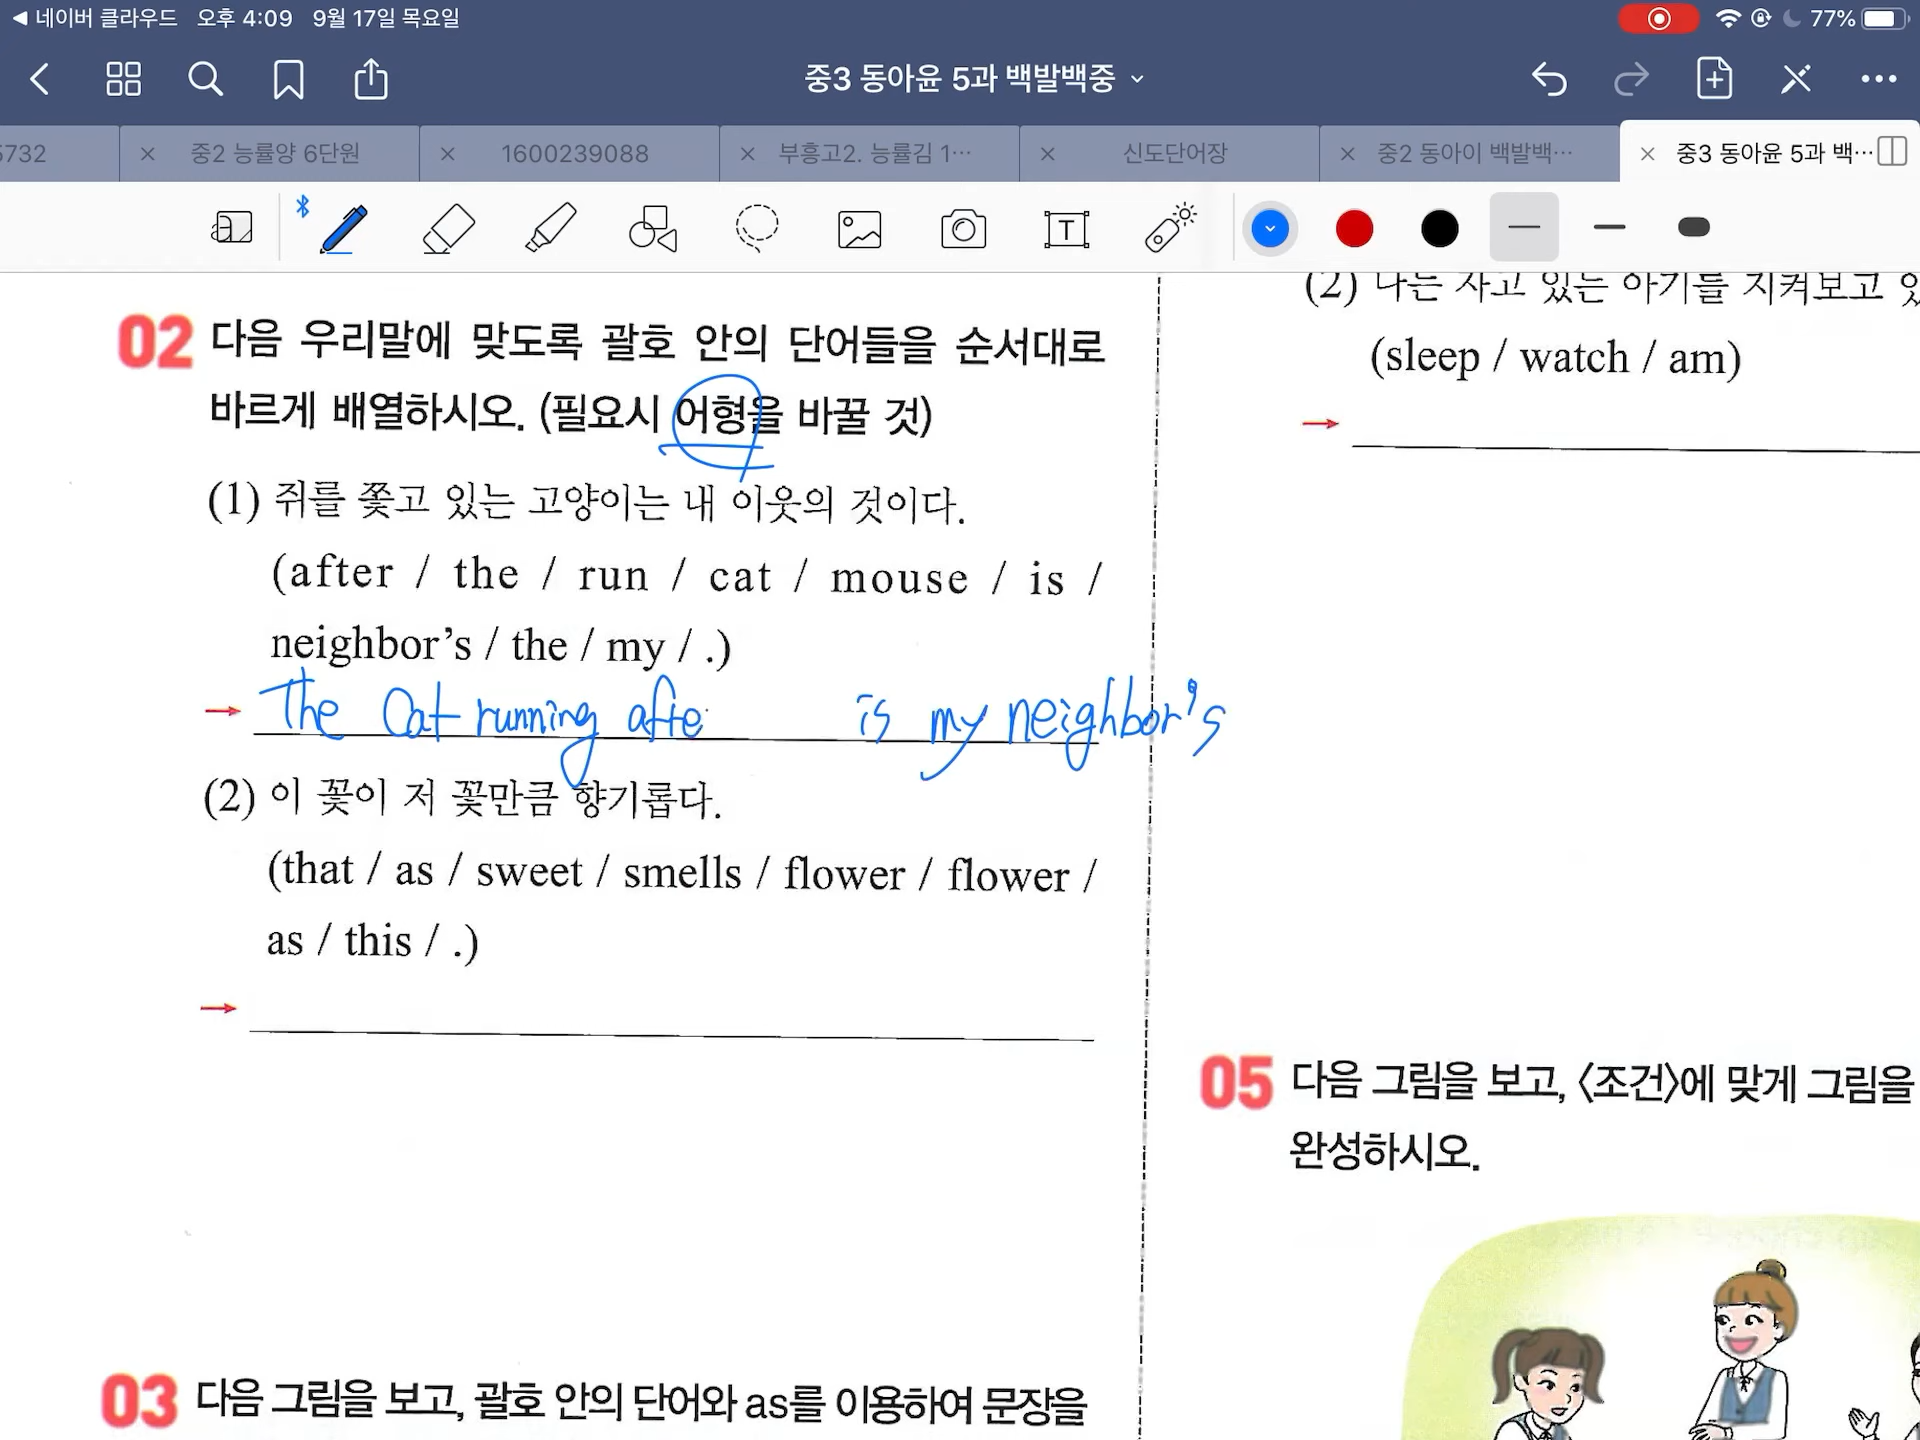 ◀ 네이버 클라우드 오후 4:09 9월 17일 목요일
77%
중3 동아윤 5과 백발백중
5732
중2 능률양 6단원
1600239088
부흥고2. 능률김 1…
신도단어장
중2 동아이 백발백…
중3 동아윤 5과 백…
T
02 다음 우리말에 맞도록 괄호 안의 단어들을 순서대로
바르게 배열하시오. (필요시 어형을 바꿀 것)
(1) 쥐를 쫓고 있는 고양이는 내 이웃의 것이다.
(after / the / run / cat / mouse / is /
neighbor’s / the / my / .)
→ The Cat running afte is my neighbor's
(2) 이 꽃이 저 꽃만큼 향기롭다.
(that / as / sweet / smells / flower / flower /
as / this / .)
→
03 다음 그림을 보고, 괄호 안의 단어와 as를 이용하여 문장을
(2) 나는 자고 있는 아기를 지켜보고 있
(sleep / watch / am)
→
05 다음 그림을 보고, 〈조건〉에 맞게 그림을
완성하시오.